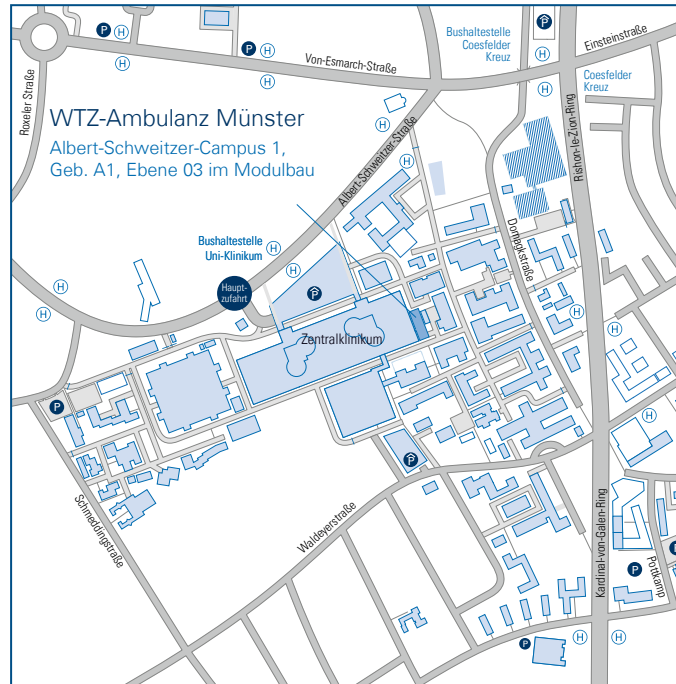 P
H
H
P
H
H
Von-Esmarch-Straße
Bushaltestelle
Coesfelder
Kreuz
P
H
H
Einsteinstraße
Coesfelder
Kreuz
Roxeler Straße
WTZ-Ambulanz Münster
Albert-Schweitzer-Campus 1,
Geb. A1, Ebene 03 im Modulbau
H
H
Albert-Schweitzer-Straße
Rishon-le-Zion-Ring
Domagkstraße
Bushaltestelle
Uni-Klinikum
H
H
Haupt-
zufahrt
P
H
H
Zentralklinikum
H
H
P
H
P
Schmeddingstraße
Waldeyerstraße
Kardinal-von-Galen-Ring
Pottkamp
P
P
H
H